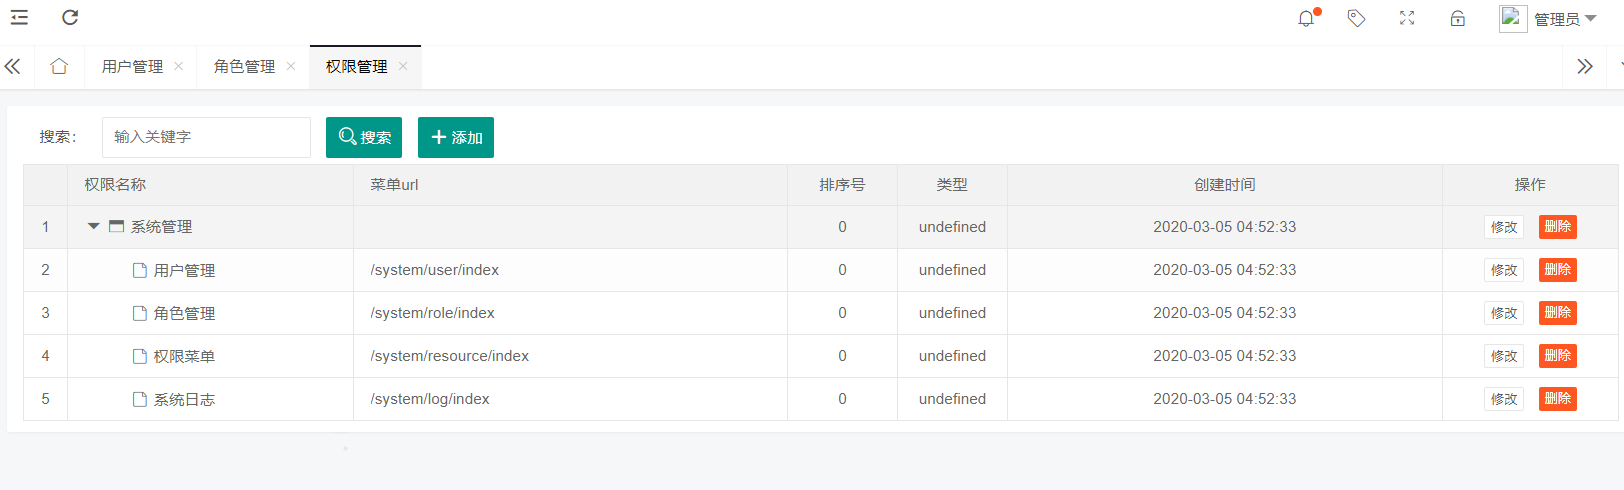 管理员
用户管理 角色管理 权限管理
搜索： 输入关键字 搜索 添加
权限名称 菜单url 排序号 类型 创建时间 操作
1 系统管理 0 undefined 2020-03-05 04:52:33 修改 删除
2 用户管理 /system/user/index 0 undefined 2020-03-05 04:52:33 修改 删除
3 角色管理 /system/role/index 0 undefined 2020-03-05 04:52:33 修改 删除
4 权限菜单 /system/resource/index 0 undefined 2020-03-05 04:52:33 修改 删除
5 系统日志 /system/log/index 0 undefined 2020-03-05 04:52:33 修改 删除